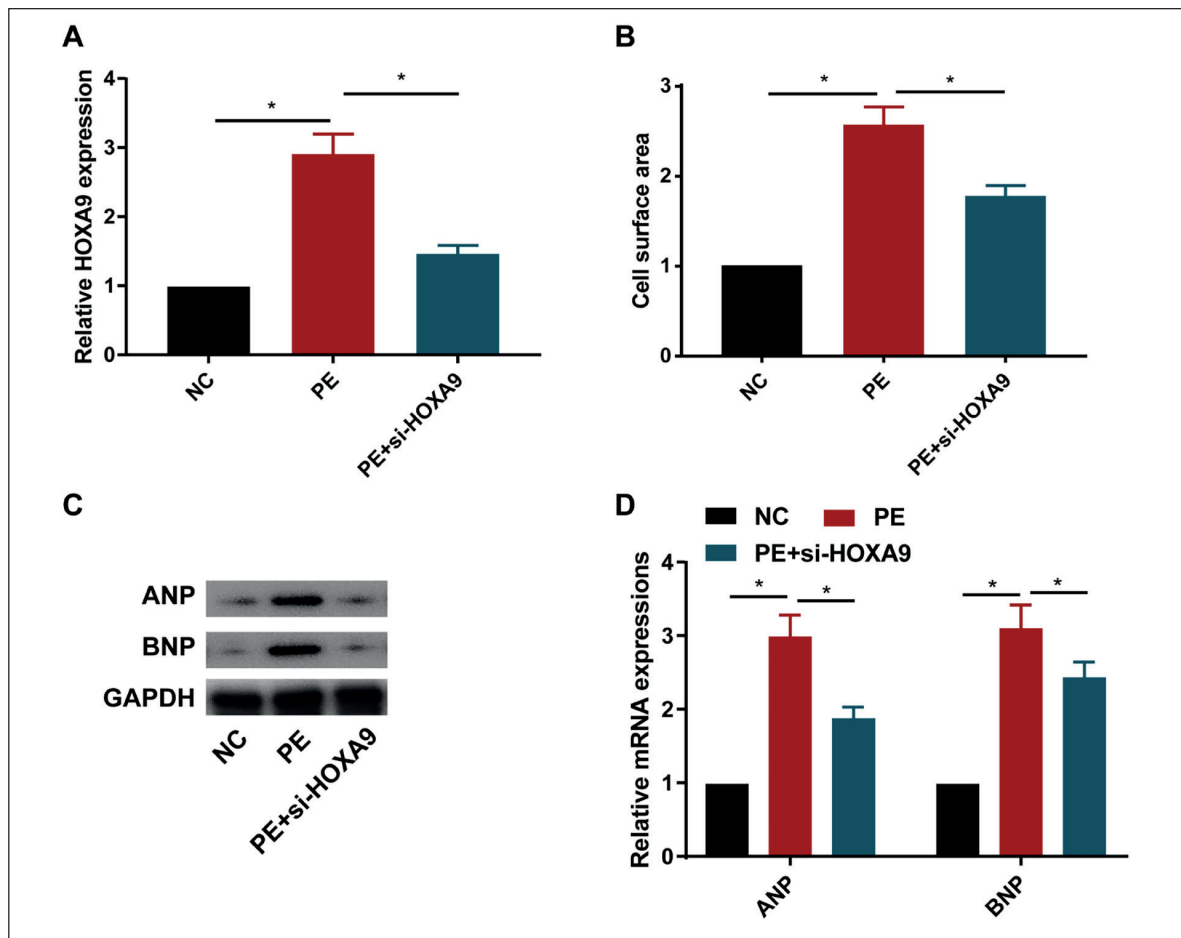 A
Relative HOXA9 expression
4
3
2
1
0
*
*
NC
PE
PE+si-HOXA9
B
Cell surface area
3
2
1
0
*
*
NC
PE
PE+si-HOXA9
C
ANP
BNP
GAPDH
NC
PE
PE+si-HOXA9
D
NC
PE
PE+si-HOXA9
Relative mRNA expressions
4
3
2
1
0
*
*
*
*
ANP
BNP